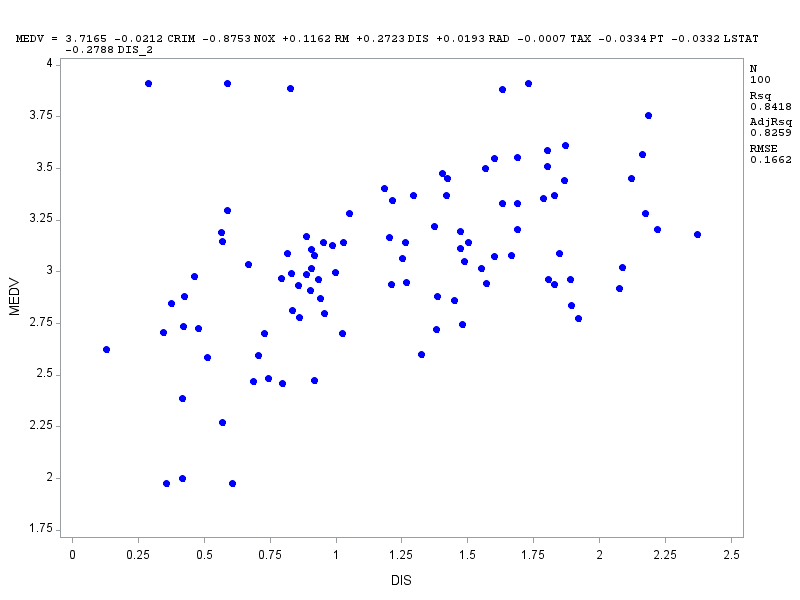 MEDV = 3.7165 -0.0212 CRIM -0.8753 NOX +0.1162 RM +0.2723 DIS +0.0193 RAD -0.0007 TAX -0.0334 PT -0.0332 LSTAT
-0.2788 DIS_2
N
100
Rsq
0.8418
AdjRsq
0.8259
RMSE
0.1662
4
3.75
3.5
3.25
3
2.75
2.5
2.25
2
1.75
MEDV
0 0.25 0.5 0.75 1 1.25 1.5 1.75 2 2.25 2.5
DIS